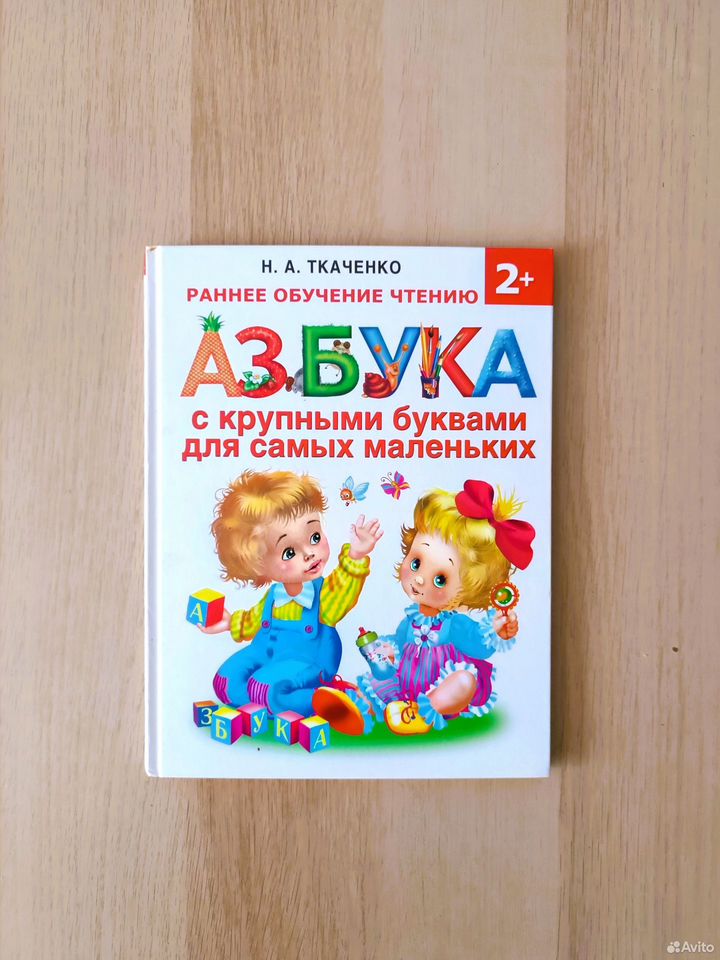 Н. А. ТКАЧЕНКО
РАННЕЕ ОБУЧЕНИЕ ЧТЕНИЮ
2+
АЗБУКА
с крупными буквами
для самых маленьких
А
З Б У К А
Avito